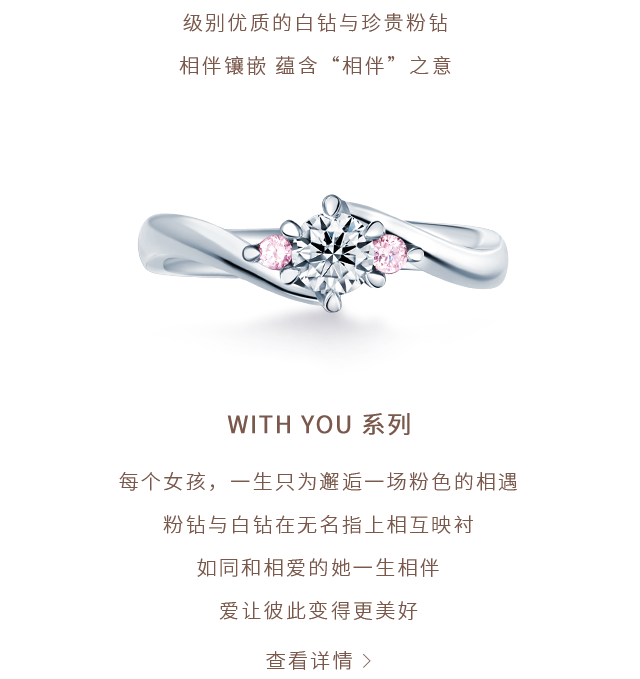 级别优质的白钻与珍贵粉钻
相伴镶嵌 蕴含“相伴”之意
WITH YOU 系列
每个女孩，一生只为邂逅一场粉色的相遇
粉钻与白钻在无名指上相互映衬
如同和相爱的她一生相伴
爱让彼此变得更美好
查看详情 >